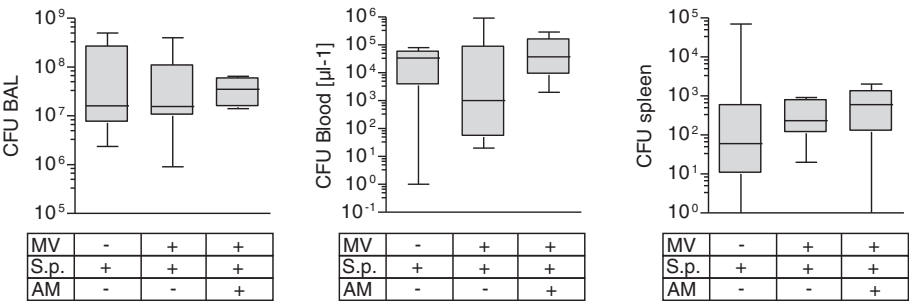 CFU BAL
10^9
10^8
10^7
10^6
10^5
MV - + +
S.p. + + +
AM - - +
CFU Blood [µl-1]
10^6
10^5
10^4
10^3
10^2
10^1
10^0
10^-1
MV - + +
S.p. + + +
AM - - +
CFU spleen
10^5
10^4
10^3
10^2
10^1
10^0
MV - + +
S.p. + + +
AM - - +